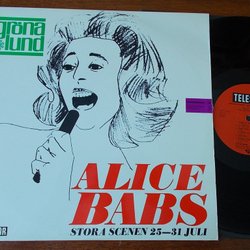 gröna
lund
ALICE
BABS
STORA SCENEN 25—31 JULI
TELE